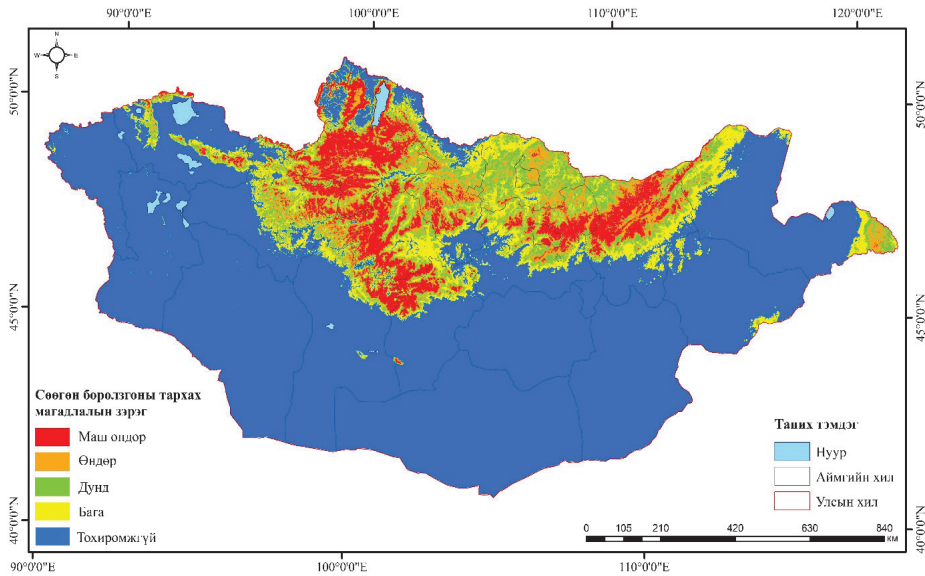 90°0'0"E 100°0'0"E 110°0'0"E 120°0'0"E
N
W E
S
50°0'0"N 50°0'0"N
45°0'0"N 45°0'0"N
Сөөгөн боролзгоны тархах
магадлалын зэрэг
Маш өндөр
Өндөр
Дунд
Бага
Тохиромжгүй
Таних тэмдэг
Нуур
Аймгийн хил
Улсын хил
0 105 210 420 630 840
км
40°0'0"N 40°0'0"N
90°0'0"E 100°0'0"E 110°0'0"E